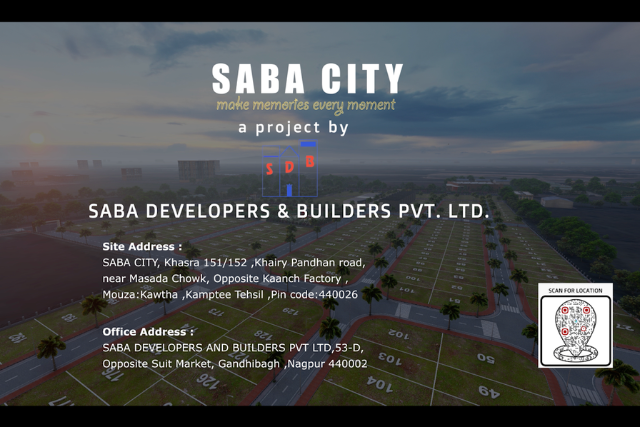 SABA CITY
make memories every moment
a project by
S D B
SABA DEVELOPERS & BUILDERS PVT. LTD.
Site Address :
SABA CITY, Khasra 151/152 ,Khairy Pandhan road,
near Masada Chowk, Opposite Kaanch Factory ,
Mouza:Kawtha ,Kamptee Tehsil ,Pin code:440026
SCAN FOR LOCATION
Office Address :
SABA DEVELOPERS AND BUILDERS PVT LTD,53-D,
Opposite Suit Market, Gandhibagh ,Nagpur 440002
102
103
104
50
49